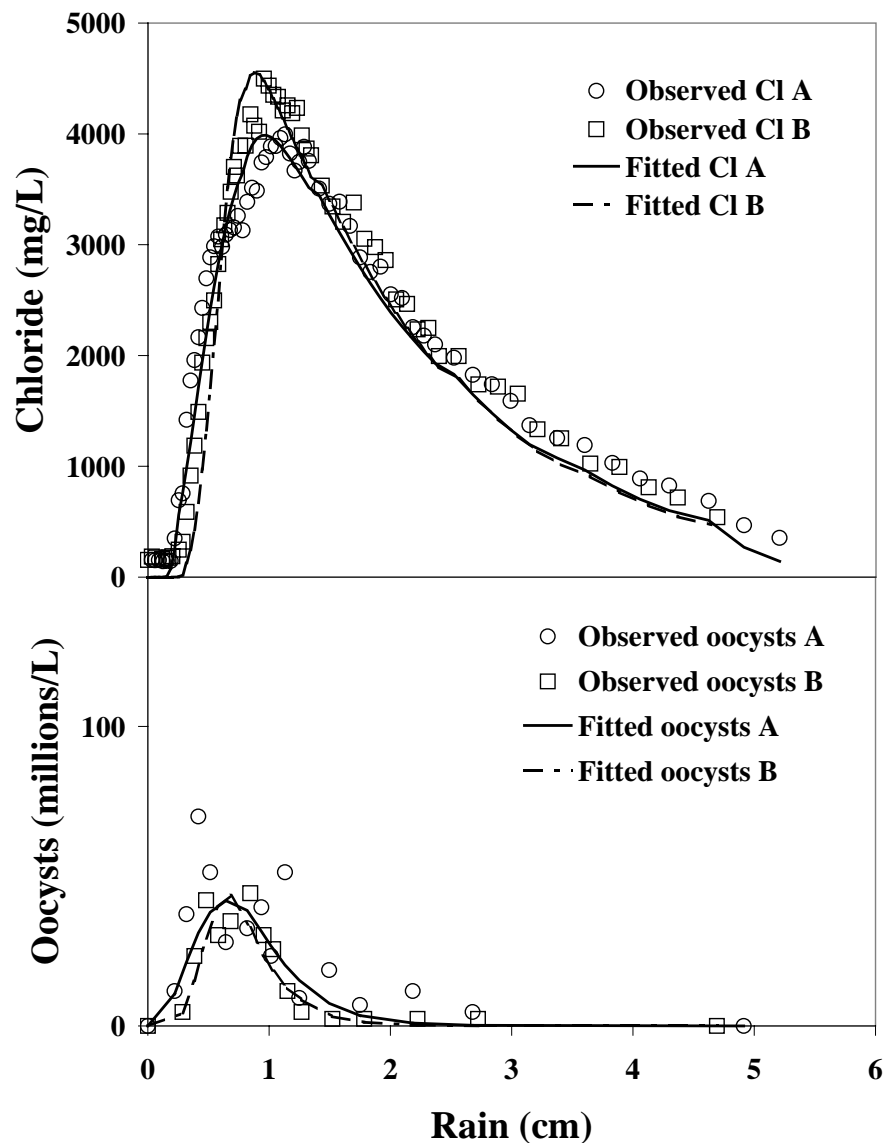 5000
4000
3000
2000
1000
0
Chloride (mg/L)
Observed Cl A
Observed Cl B
Fitted Cl A
Fitted Cl B
100
0
Oocysts (millions/L)
Observed oocysts A
Observed oocysts B
Fitted oocysts A
Fitted oocysts B
0 1 2 3 4 5 6
Rain (cm)